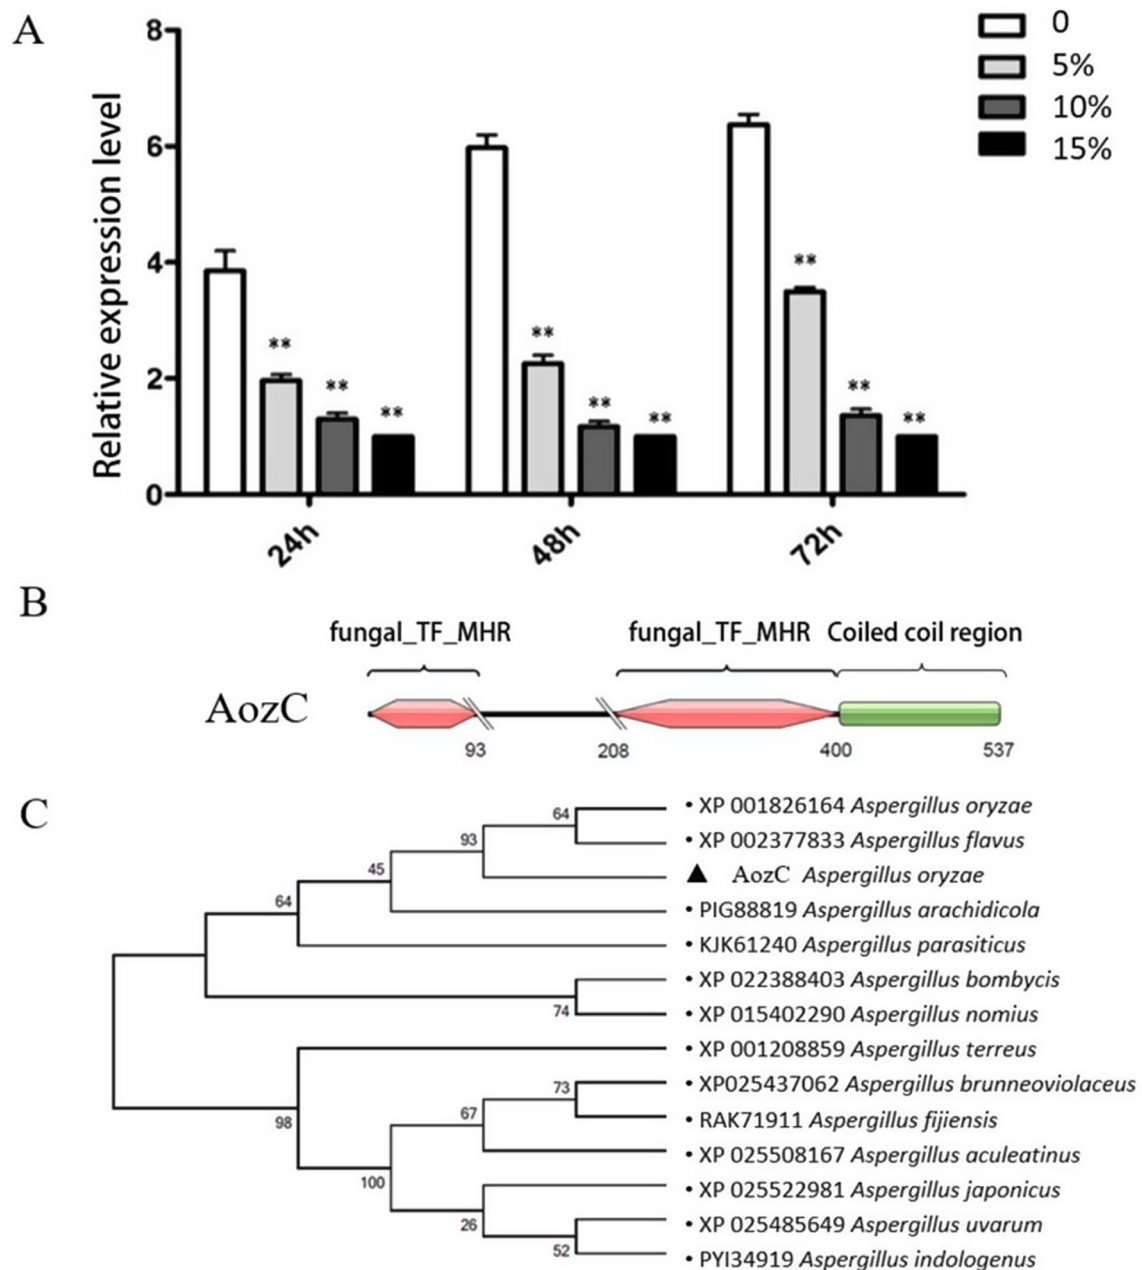 A
8
6
4
2
0
Relative expression level
0
5%
10%
15%
**
**
**
**
**
**
**
**
**
24h
48h
72h
B
fungal_TF_MHR
fungal_TF_MHR
Coiled coil region
AozC
93
208
400
537
C
64
93
45
64
74
98
73
67
100
26
52
• XP 001826164 Aspergillus oryzae
• XP 002377833 Aspergillus flavus
▲ AozC Aspergillus oryzae
• PIG88819 Aspergillus arachidicola
• KJK61240 Aspergillus parasiticus
• XP 022388403 Aspergillus bombycis
• XP 015402290 Aspergillus nomius
• XP 001208859 Aspergillus terreus
• XP025437062 Aspergillus brunneoviolaceus
• RAK71911 Aspergillus fijiensis
• XP 025508167 Aspergillus aculeatinus
• XP 025522981 Aspergillus japonicus
• XP 025485649 Aspergillus uvarum
• PYI34919 Aspergillus indologenus